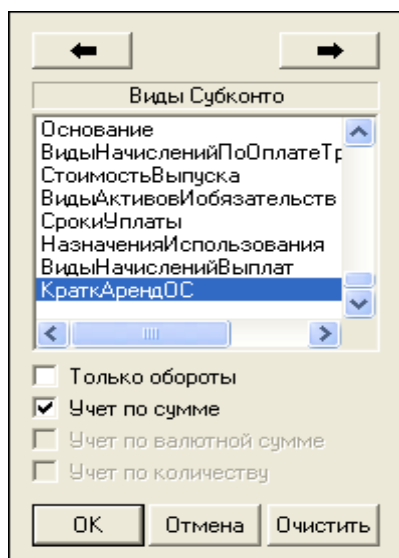 Виды Субконто
Основание
ВидыНачисленийПоОплатеТр
СтоимостьВыпуска
ВидыАктивовИобязательств
СрокиУплаты
НазначенияИспользования
ВидыНачисленийВыплат
КраткАрендОС
Только обороты
Учет по сумме
Учет по валютной сумме
Учет по количеству
OK
Отмена
Очистить